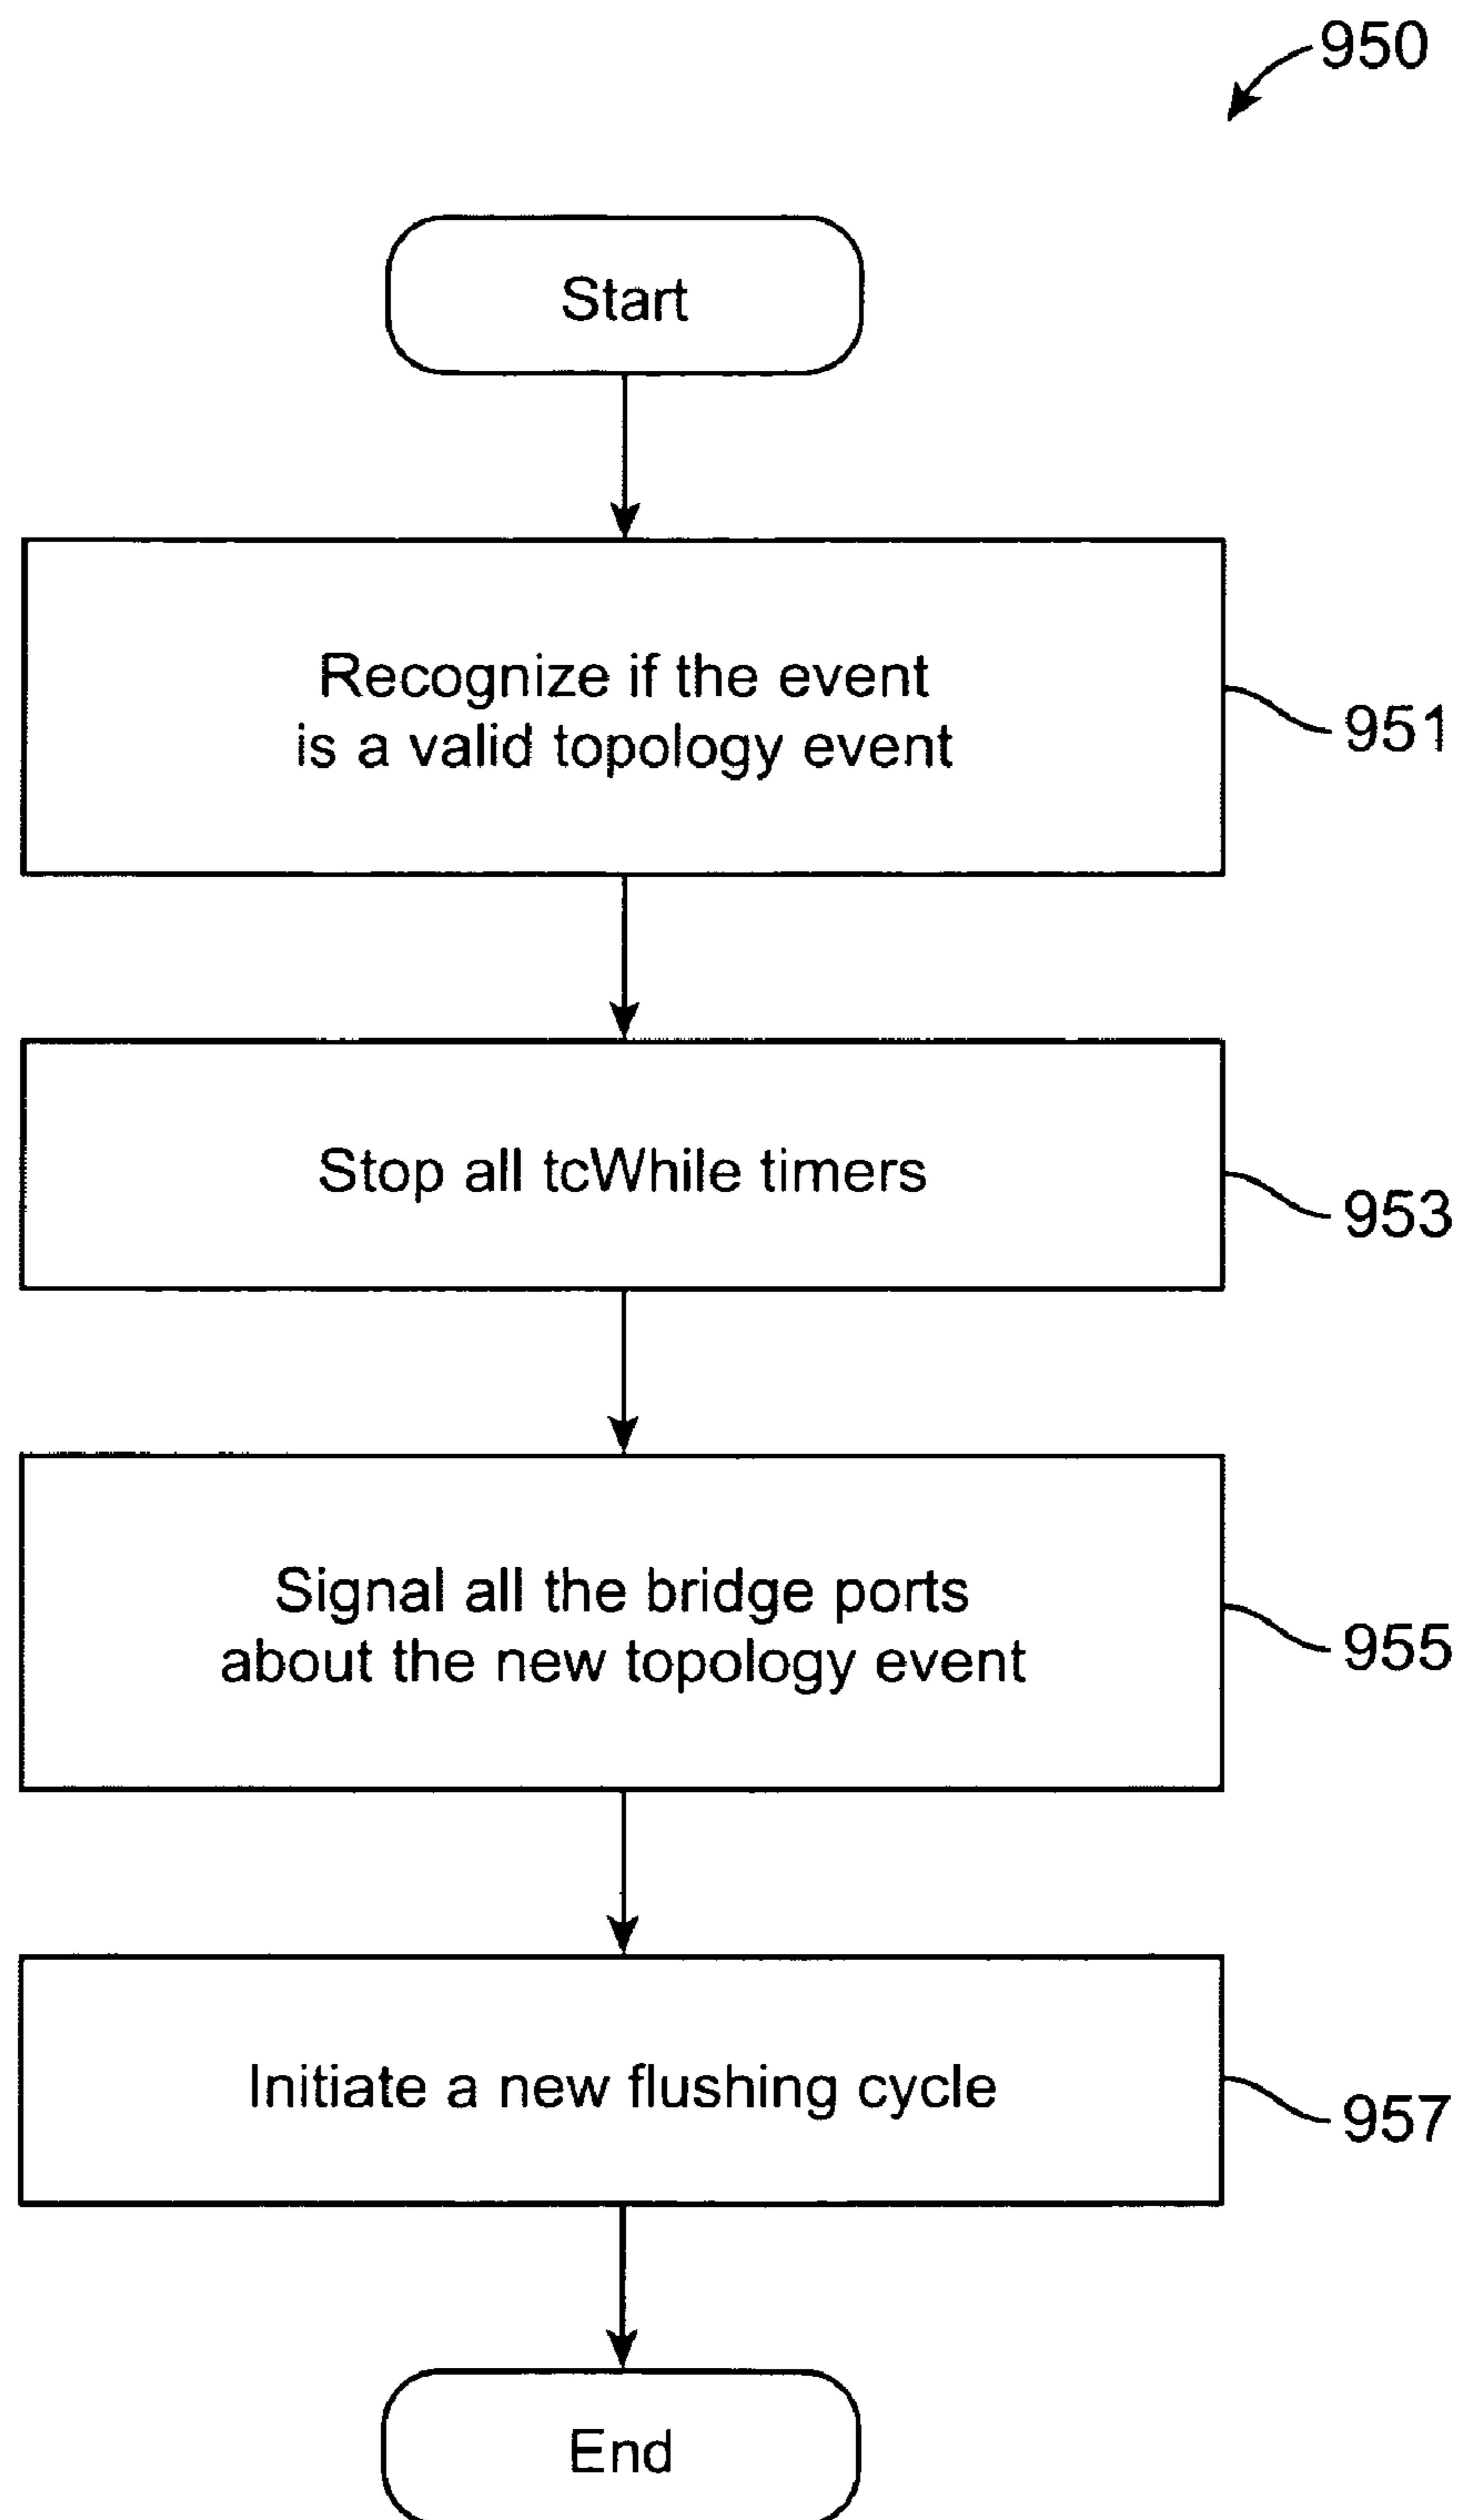 950
Start
Recognize if the event
is a valid topology event
951
Stop all tcWhile timers
953
Signal all the bridge ports
about the new topology event
955
Initiate a new flushing cycle
957
End